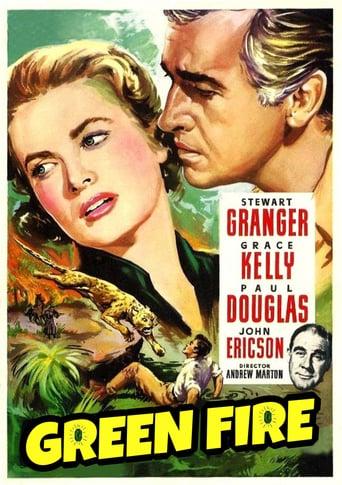 STEWART
GRANGER
GRACE
KELLY
PAUL
DOUGLAS
JOHN
ERICSON
DIRECTOR
ANDREW MARTON
GREEN FIRE